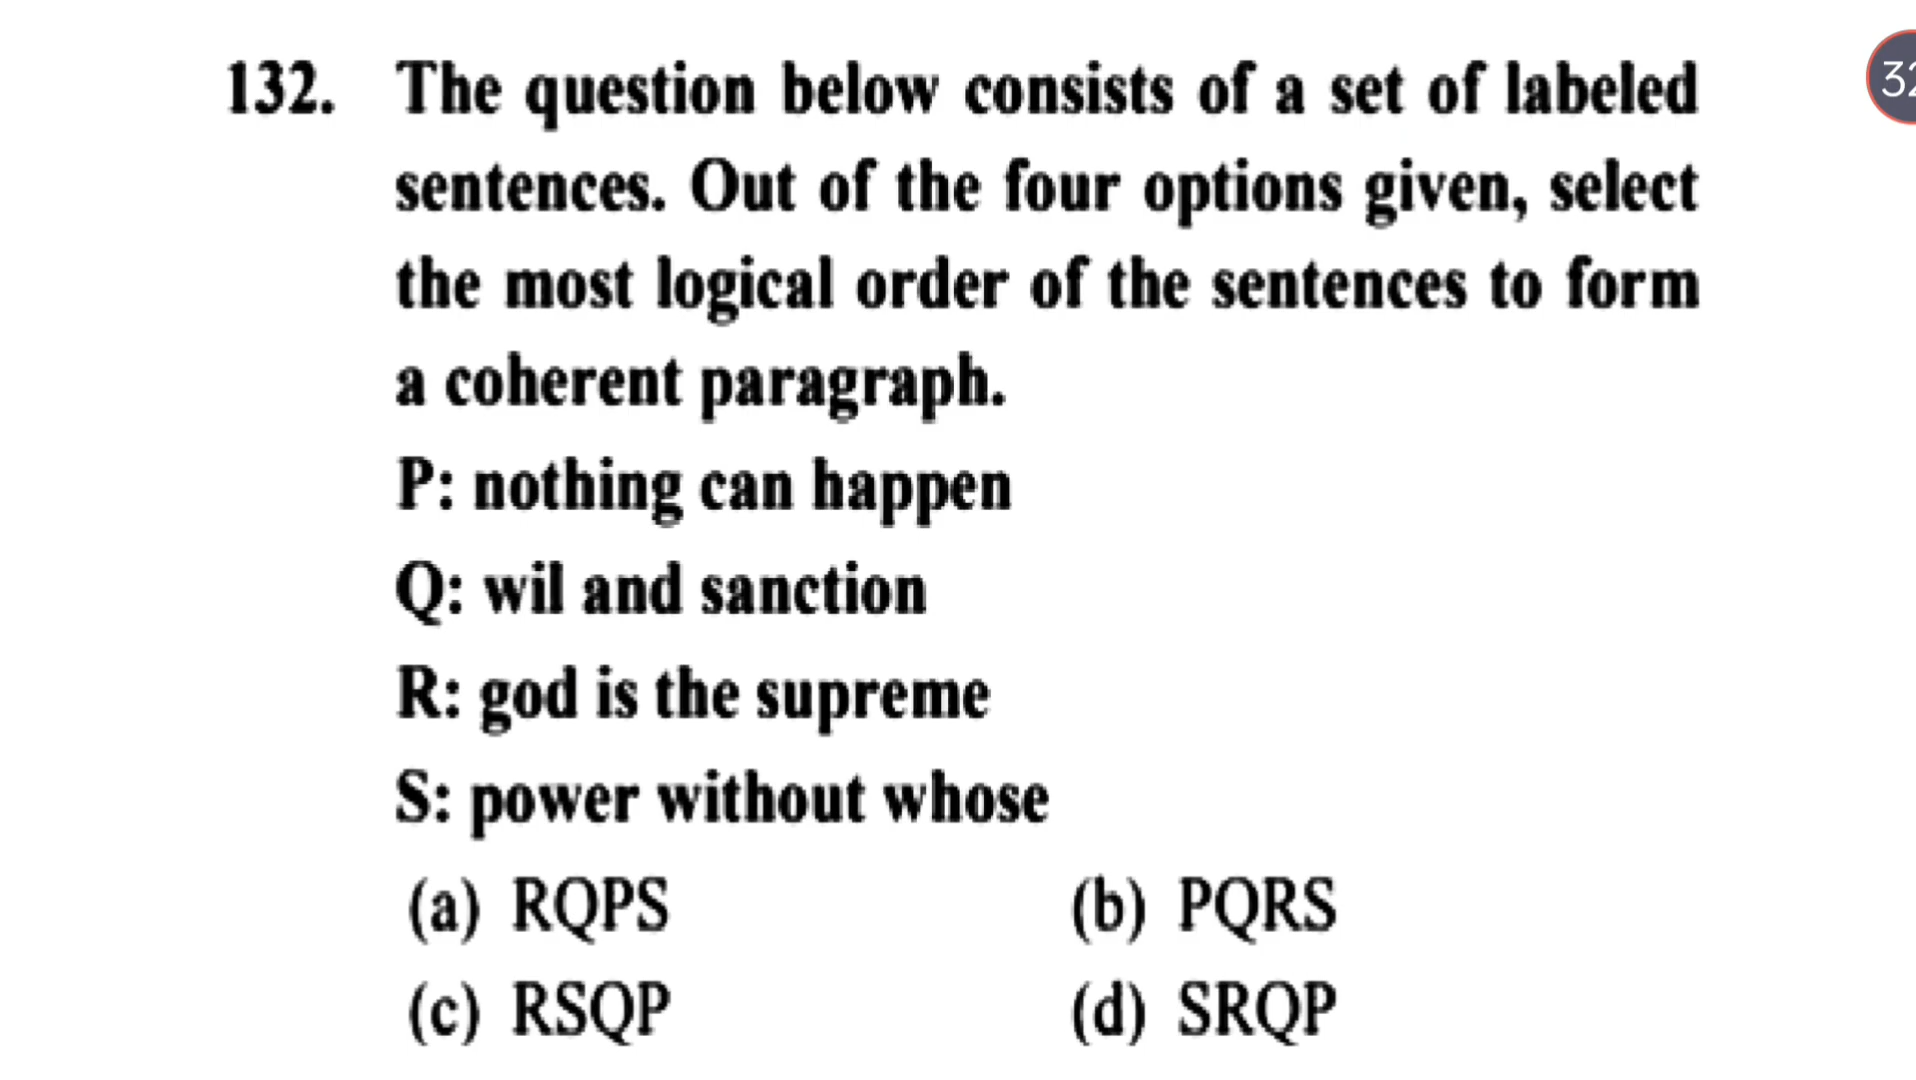 132. The question below consists of a set of labeled
sentences. Out of the four options given, select
the most logical order of the sentences to form
a coherent paragraph.
P: nothing can happen
Q: wil and sanction
R: god is the supreme
S: power without whose
(a) RQPS (b) PQRS
(c) RSQP (d) SRQP